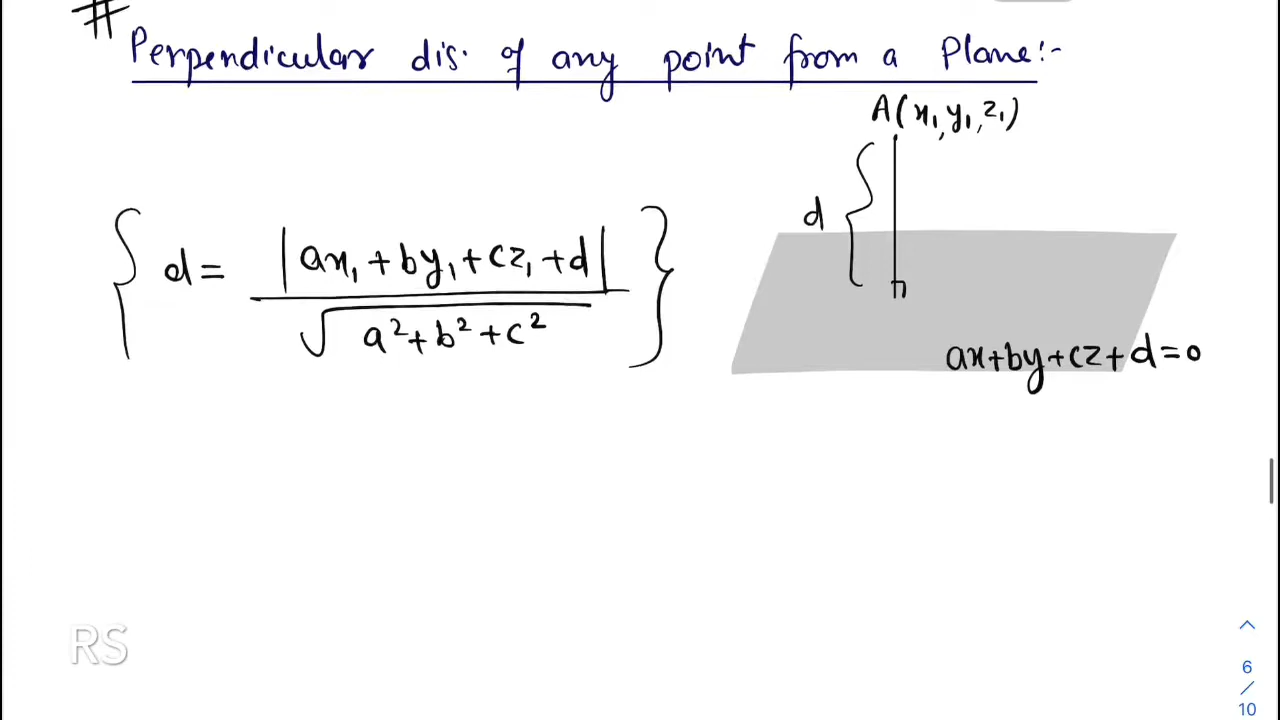 #
Perpendicular dis. of any point from a Plane:-
A(x₁, y₁, z₁)
d
d = |ax₁ + by₁ + cz₁ + d|
√a² + b² + c²
ax+by+cz+d=0
RS
6
/
10